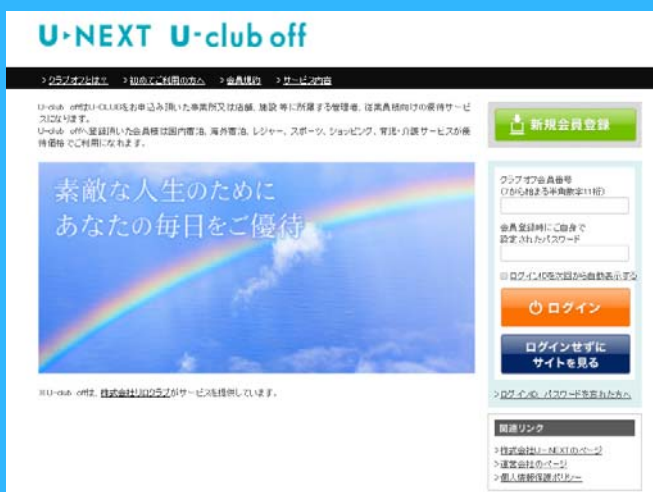 U-NEXT U-club off
>クラブオフとは? >初めてご利用の方へ >会員規約 >サービス内容
U-club offはU-CLUBをお申込み頂いた事業所又は店舗、施設 等に所属する管理者、従業員様向けの優待サービ
スになります。
U-club offへ登録頂いた会員様は国内宿泊、海外宿泊、レジャー、スポーツ、ショッピング、育児・介護サービスが優
待価格でご利用になれます。
新規会員登録
素敵な人生のために
あなたの毎日をご優待
クラブオフ会員番号
(7から始まる半角数字11桁)
会員登録時にご自身で
設定されたパスワード
ログインIDを次回から自動表示する
ログイン
ログインせずに
サイトを見る
※U-club offは、株式会社リロクラブがサービスを提供しています。
>ログインID、パスワードを忘れた方へ
関連リンク
>株式会社U-NEXTのページ
>運営会社のページ
>個人情報保護ポリシー